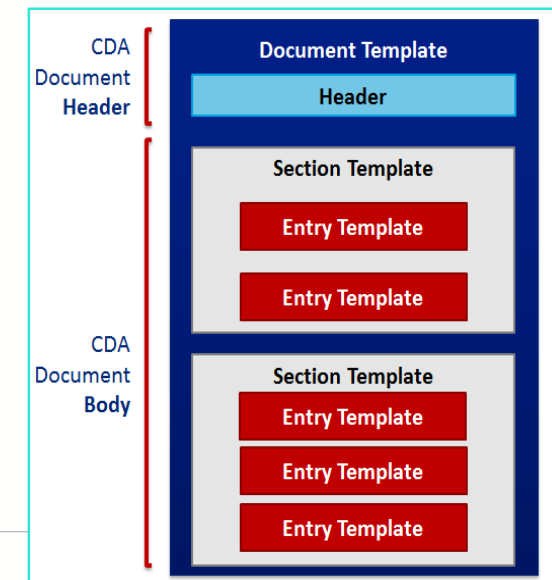 CDA
Document
Header
Document Template
Header
Section Template
Entry Template
Entry Template
CDA
Document
Body
Section Template
Entry Template
Entry Template
Entry Template